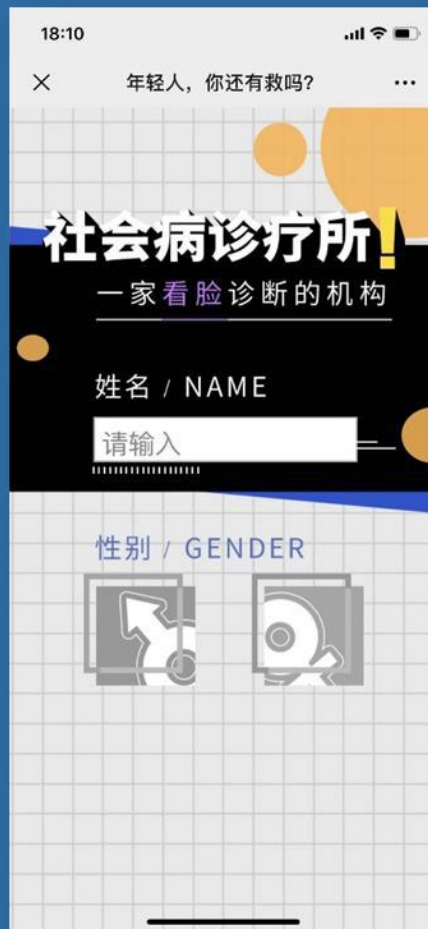 18:10
年轻人，你还有救吗？
社会病诊疗所！
一家看脸诊断的机构
姓名 / NAME
请输入
性别 / GENDER